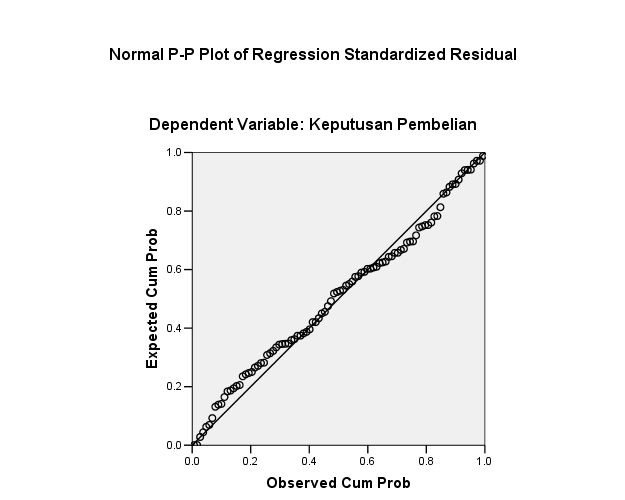 Normal P-P Plot of Regression Standardized Residual
Dependent Variable: Keputusan Pembelian
1.0
0.8
0.6
0.4
0.2
0.0
Expected Cum Prob
0.0 0.2 0.4 0.6 0.8 1.0
Observed Cum Prob